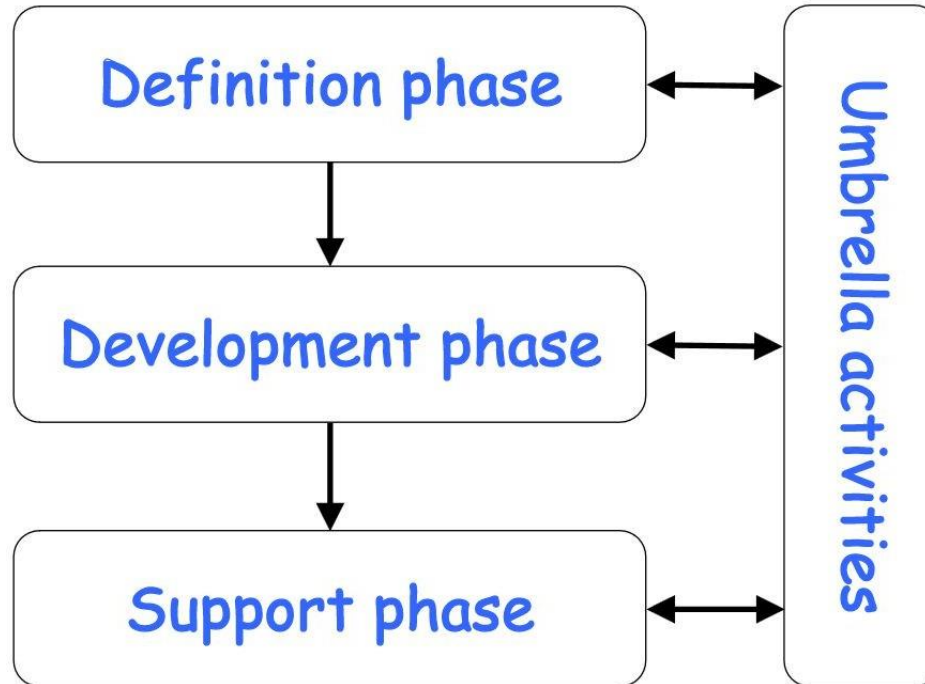 Definition phase
Development phase
Support phase
Umbrella activities